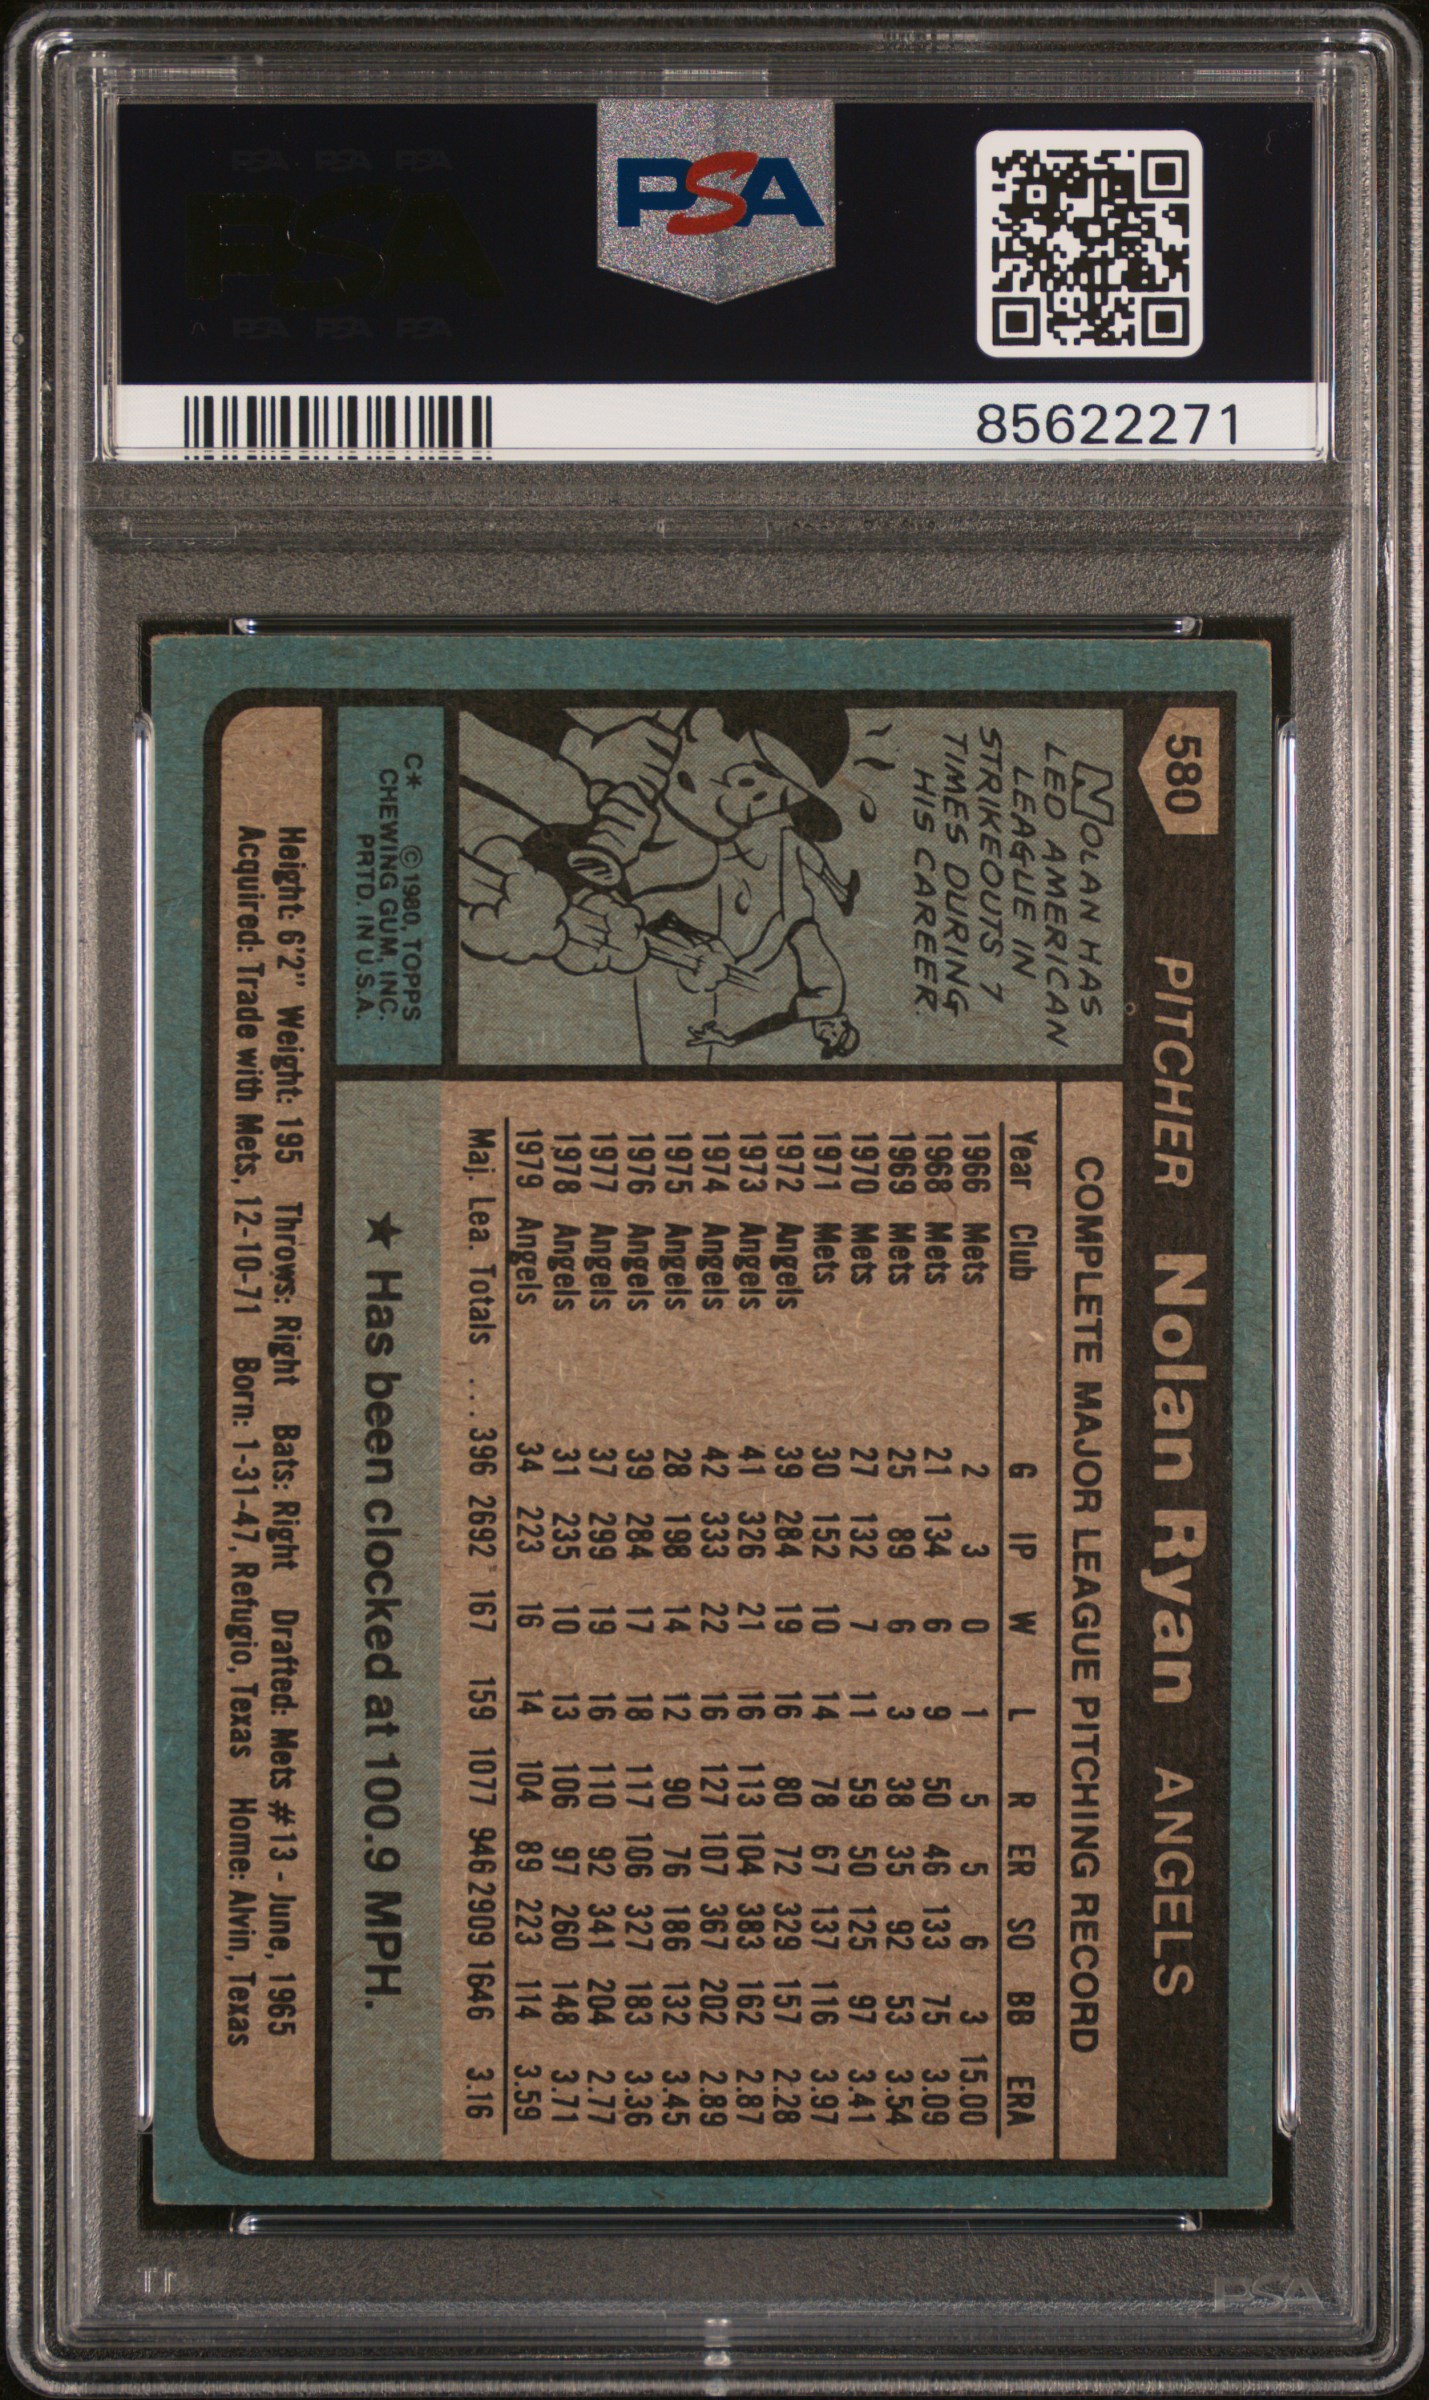 PSA PSA PSA
PSA
PSA PSA PSA
PSA
85622271
580 PITCHER Nolan Ryan ANGELS
NOLAN HAS
LED AMERICAN
LEAGUE IN
STRIKEOUTS 7
TIMES DURING
HIS CAREER.
C* ©1980, TOPPS
CHEWING GUM, INC.
PRTD. IN U.S.A.
COMPLETE MAJOR LEAGUE PITCHING RECORD
Year Club G IP W L R ER SO BB ERA
1966 Mets 2 3 0 1 5 5 6 3 15.00
1968 Mets 21 134 6 9 50 46 133 75 3.09
1969 Mets 25 89 6 3 38 35 92 53 3.54
1970 Mets 27 132 7 11 59 50 125 97 3.41
1971 Mets 30 152 10 14 78 67 137 116 3.97
1972 Angels 39 284 19 16 80 72 329 157 2.28
1973 Angels 41 326 21 16 113 104 383 162 2.87
1974 Angels 42 333 22 16 127 107 367 202 2.89
1975 Angels 28 198 14 12 90 76 186 132 3.45
1976 Angels 39 284 17 18 117 106 327 183 3.36
1977 Angels 37 299 19 16 110 92 341 204 2.77
1978 Angels 31 235 10 13 106 97 260 148 3.71
1979 Angels 34 223 16 14 104 89 223 114 3.59
Maj. Lea. Totals ... 396 2692 167 159 1077 946 2909 1646 3.16
★ Has been clocked at 100.9 MPH.
Height: 6'2" Weight: 195 Throws: Right Bats: Right Drafted: Mets #13 - June, 1965
Acquired: Trade with Mets, 12-10-71 Born: 1-31-47, Refugio, Texas Home: Alvin, Texas
PSA